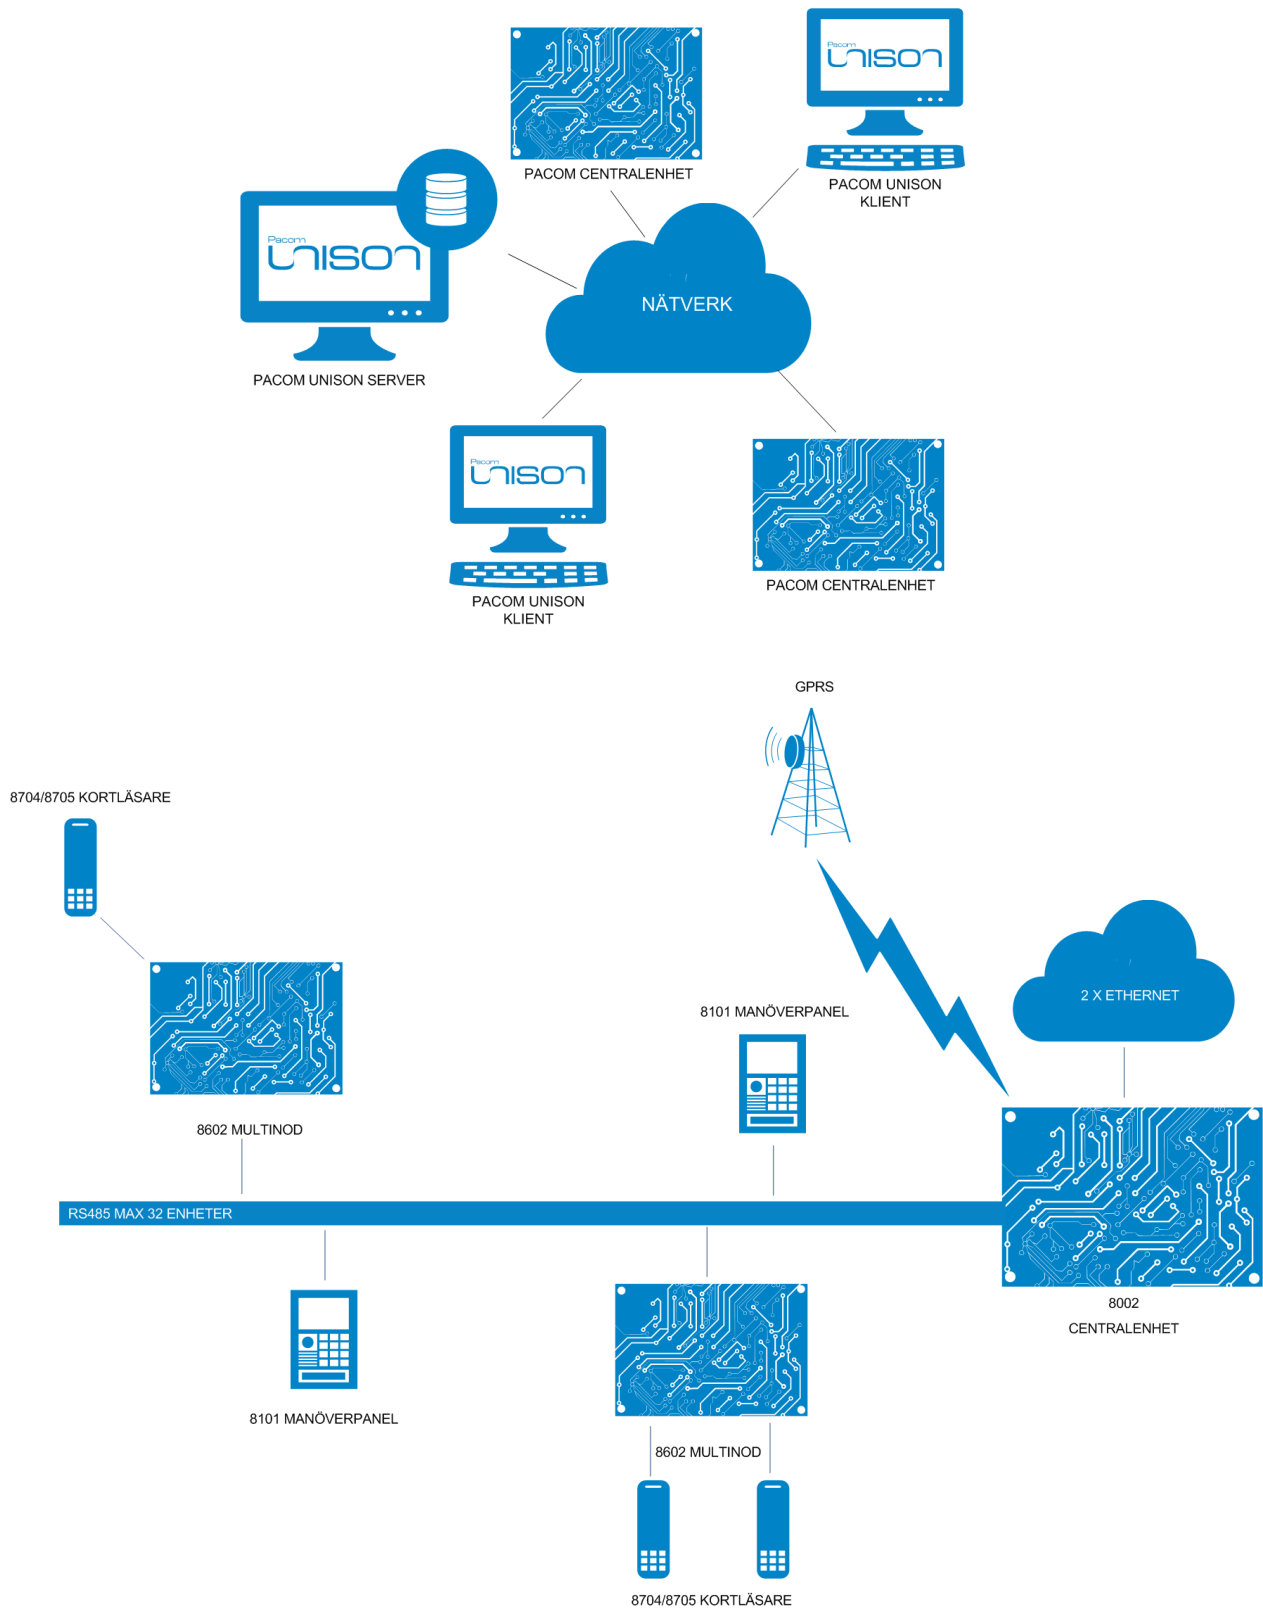 Pacom
UNISON
PACOM CENTRALENHET
PACOM UNISON
KLIENT
Pacom
UNISON
NÄTVERK
PACOM UNISON SERVER
Pacom
UNISON
PACOM CENTRALENHET
PACOM UNISON
KLIENT
GPRS
8704/8705 KORTLÄSARE
2 X ETHERNET
8101 MANÖVERPANEL
8602 MULTINOD
RS485 MAX 32 ENHETER
8002
CENTRALENHET
8101 MANÖVERPANEL
8602 MULTINOD
8704/8705 KORTLÄSARE